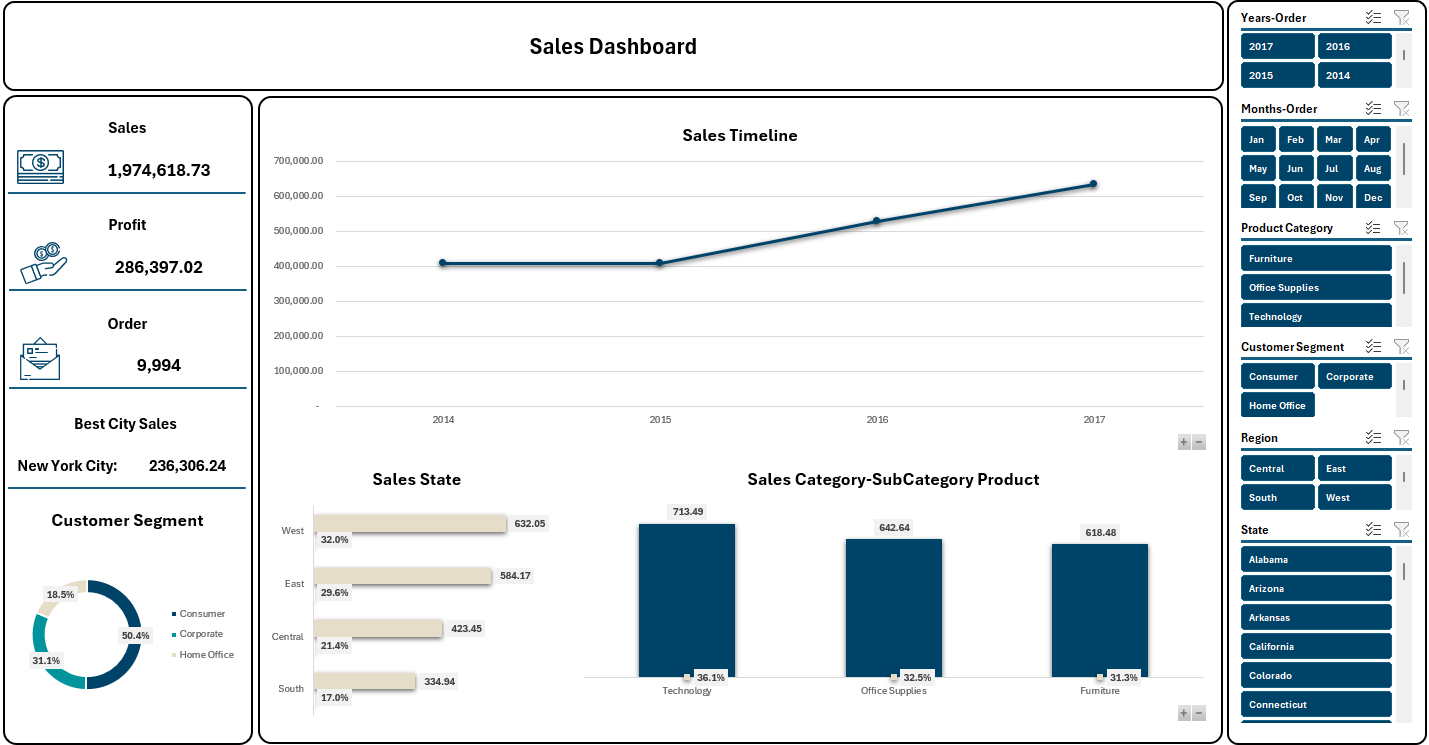 Sales Dashboard
Sales
1,974,618.73
Profit
286,397.02
Order
9,994
Best City Sales
New York City: 236,306.24
Customer Segment
18.5%
50.4%
31.1%
Consumer
Corporate
Home Office
Sales Timeline
700,000.00
600,000.00
500,000.00
400,000.00
300,000.00
200,000.00
100,000.00
-
2014 2015 2016 2017
+ −
Sales State
West 632.05
32.0%
East 584.17
29.6%
Central 423.45
21.4%
South 334.94
17.0%
Sales Category-SubCategory Product
713.49 642.64 618.48
36.1% 32.5% 31.3%
Technology Office Supplies Furniture
+ −
Years-Order
2017 2016
2015 2014
Months-Order
Jan Feb Mar Apr
May Jun Jul Aug
Sep Oct Nov Dec
Product Category
Furniture
Office Supplies
Technology
Customer Segment
Consumer Corporate
Home Office
Region
Central East
South West
State
Alabama
Arizona
Arkansas
California
Colorado
Connecticut